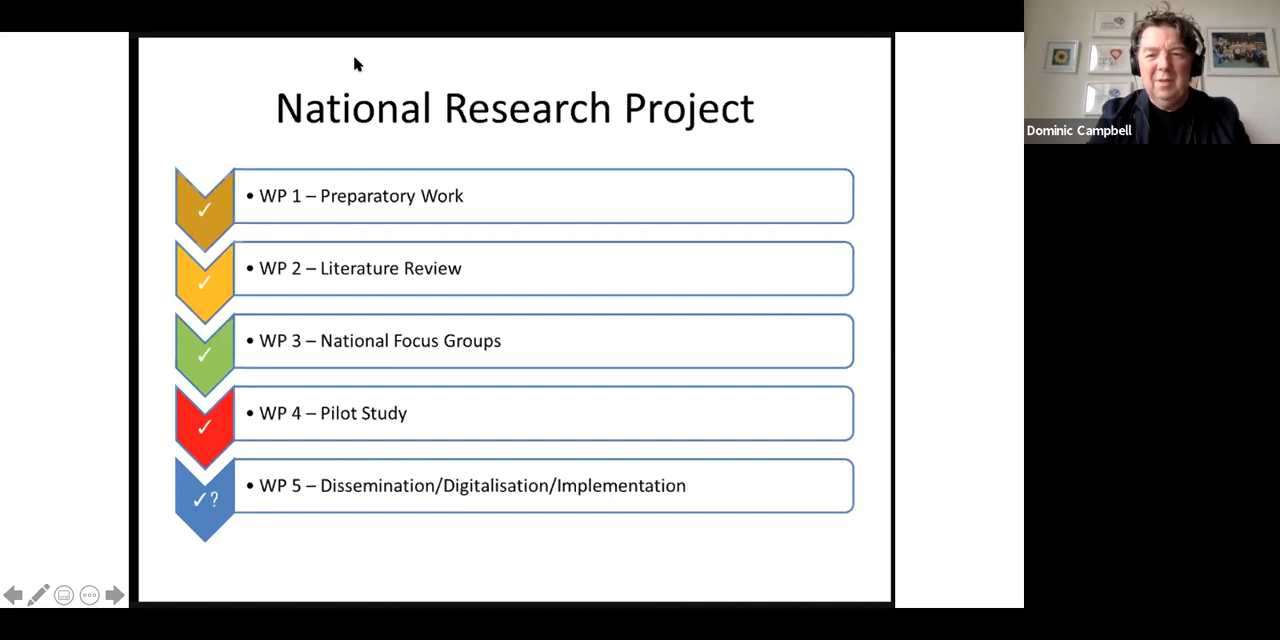 National Research Project
✓
• WP 1 – Preparatory Work
✓
• WP 2 – Literature Review
✓
• WP 3 – National Focus Groups
✓
• WP 4 – Pilot Study
✓?
• WP 5 – Dissemination/Digitalisation/Implementation
Dominic Campbell